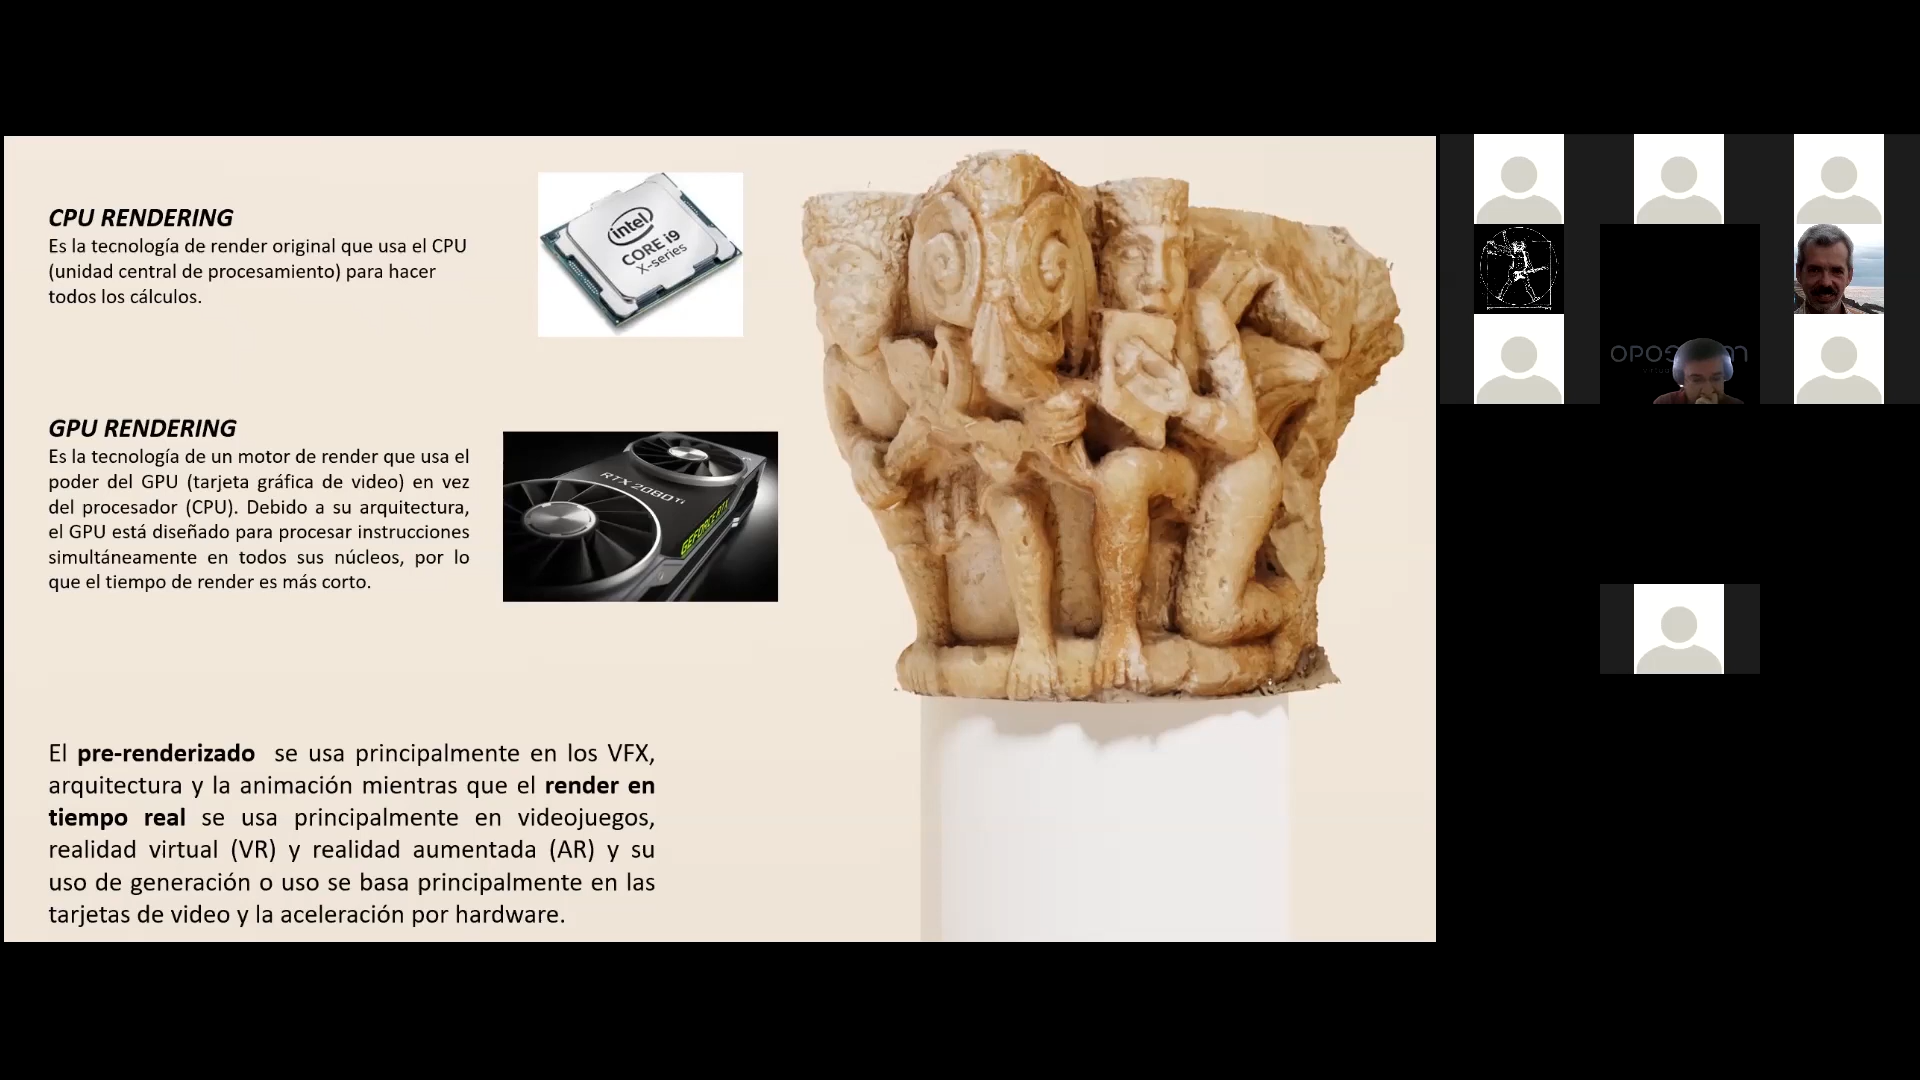 CPU RENDERING
Es la tecnología de render original que usa el CPU
(unidad central de procesamiento) para hacer
todos los cálculos.
intel
CORE i9
X-series
GPU RENDERING
Es la tecnología de un motor de render que usa el
poder del GPU (tarjeta gráfica de video) en vez
del procesador (CPU). Debido a su arquitectura,
el GPU está diseñado para procesar instrucciones
simultáneamente en todos sus núcleos, por lo
que el tiempo de render es más corto.
RTX 2080 Ti
GEFORCE RTX
El pre-renderizado se usa principalmente en los VFX,
arquitectura y la animación mientras que el render en
tiempo real se usa principalmente en videojuegos,
realidad virtual (VR) y realidad aumentada (AR) y su
uso de generación o uso se basa principalmente en las
tarjetas de video y la aceleración por hardware.